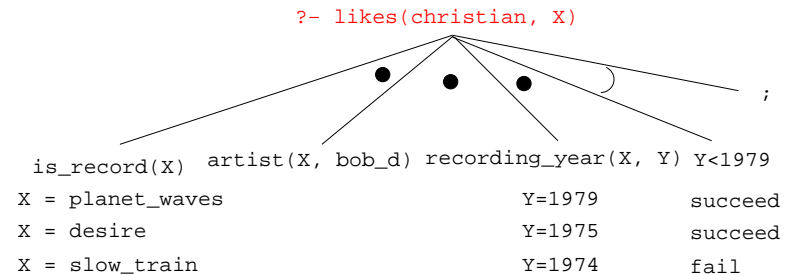 ?- likes(christian, X)
;
is_record(X) artist(X, bob_d) recording_year(X, Y) Y<1979
X = planet_waves Y=1979 succeed
X = desire Y=1975 succeed
X = slow_train Y=1974 fail